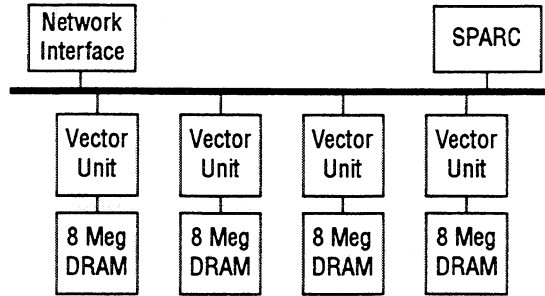 Network
Interface
SPARC
Vector
Unit
Vector
Unit
Vector
Unit
Vector
Unit
8 Meg
DRAM
8 Meg
DRAM
8 Meg
DRAM
8 Meg
DRAM